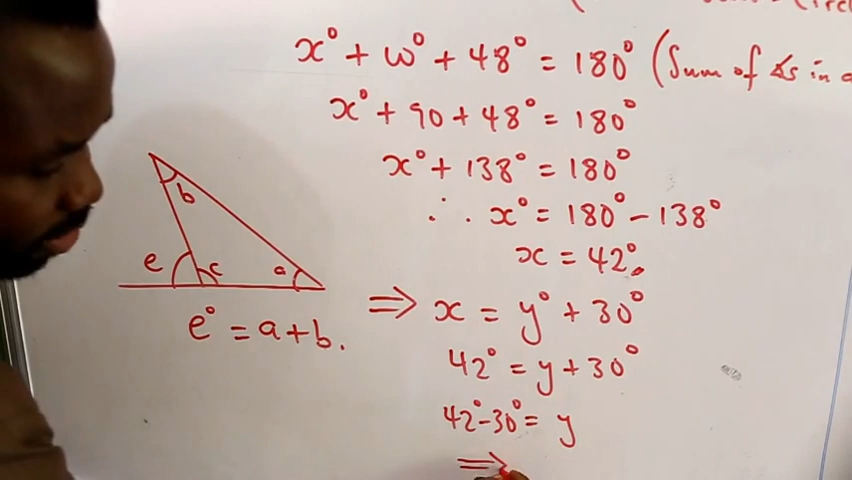 x° + w° + 48° = 180° (Sum of ∡s in a
x° + 90 + 48° = 180°
x° + 138° = 180°
∴ x° = 180° − 138°
x = 42°.
⇒ x = y° + 30°
42° = y + 30°
42° − 30° = y
⇒
b
e
c
a
e° = a + b.